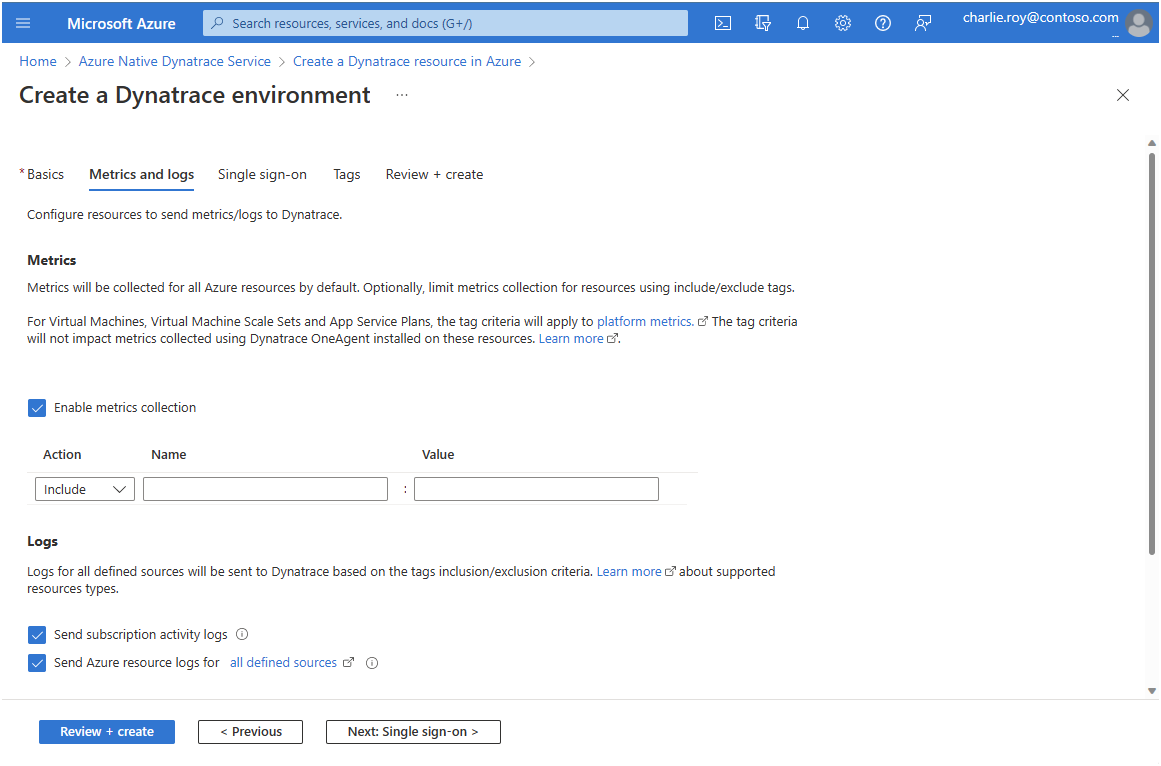 Microsoft Azure
Search resources, services, and docs (G+/)
charlie.roy@contoso.com
...
Home > Azure Native Dynatrace Service > Create a Dynatrace resource in Azure >
Create a Dynatrace environment ...
* Basics
Metrics and logs
Single sign-on
Tags
Review + create
Configure resources to send metrics/logs to Dynatrace.
Metrics
Metrics will be collected for all Azure resources by default. Optionally, limit metrics collection for resources using include/exclude tags.
For Virtual Machines, Virtual Machine Scale Sets and App Service Plans, the tag criteria will apply to platform metrics. The tag criteria
will not impact metrics collected using Dynatrace OneAgent installed on these resources. Learn more.
Enable metrics collection
Action Name Value
Include :
Logs
Logs for all defined sources will be sent to Dynatrace based on the tags inclusion/exclusion criteria. Learn more about supported
resources types.
Send subscription activity logs
Send Azure resource logs for all defined sources
Review + create
< Previous
Next: Single sign-on >